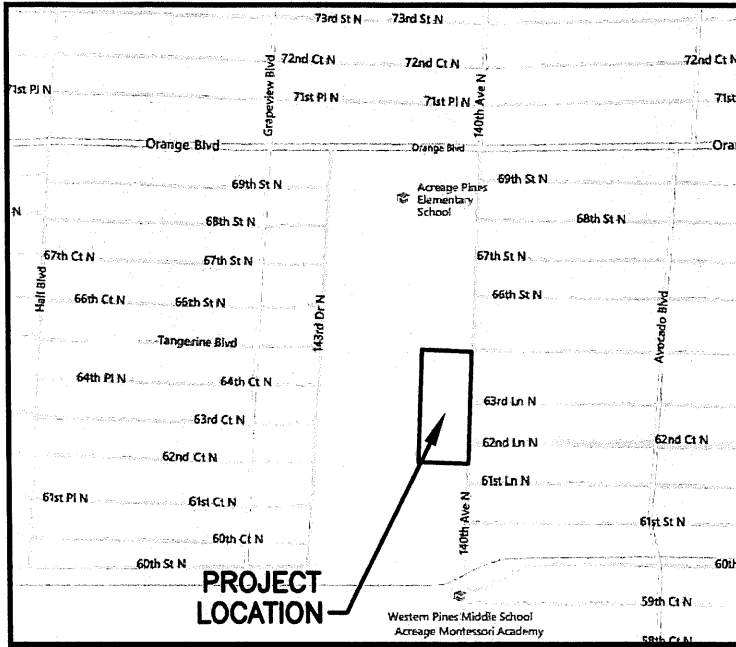 73rd St N
73rd St N
72nd Ct N
72nd Ct N
72nd Ct N
Grapeview Blvd
140th Ave N
71st Pl N
71st Pl N
71st Pl N
71st
Orange Blvd
Orange Blvd
Oran
69th St N
Acreage Pines
Elementary
School
69th St N
68th St N
68th St N
N
67th Ct N
67th St N
67th St N
Hall Blvd
66th Ct N
66th St N
66th St N
143rd Dr N
Avocado Blvd
Tangerine Blvd
64th Pl N
64th Ct N
63rd Ln N
63rd Ct N
62nd Ln N
62nd Ct N
62nd Ct N
61st Ln N
61st Pl N
61st Ct N
140th Ave N
61st St N
60th Ct N
60th St N
60th
PROJECT
LOCATION
Western Pines Middle School
Acreage Montessori Academy
59th Ct N
58th Ct N